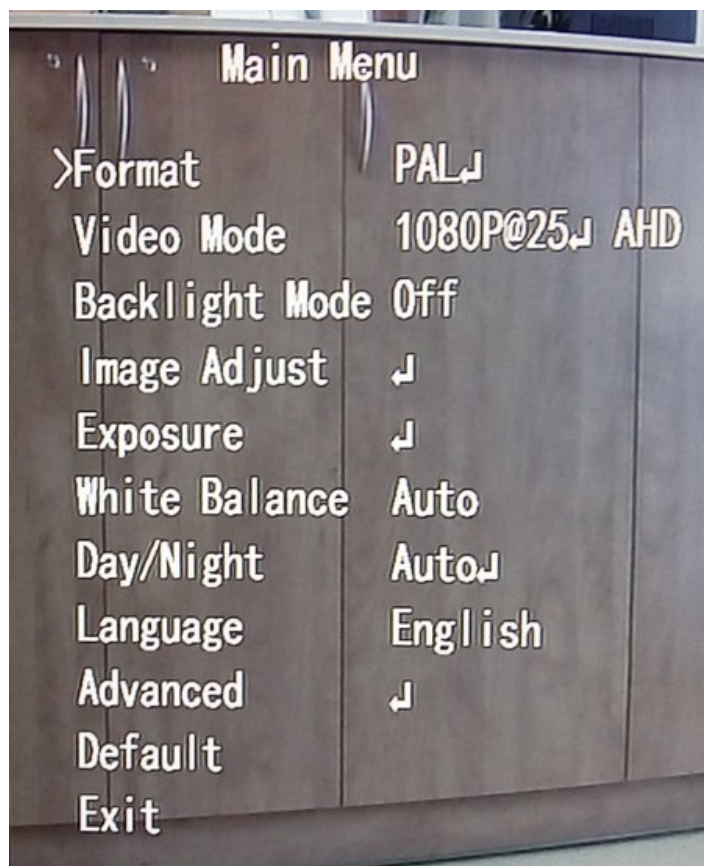 Main Menu
>Format PAL↲
Video Mode 1080P@25↲ AHD
Backlight Mode Off
Image Adjust ↲
Exposure ↲
White Balance Auto
Day/Night Auto↲
Language English
Advanced ↲
Default
Exit